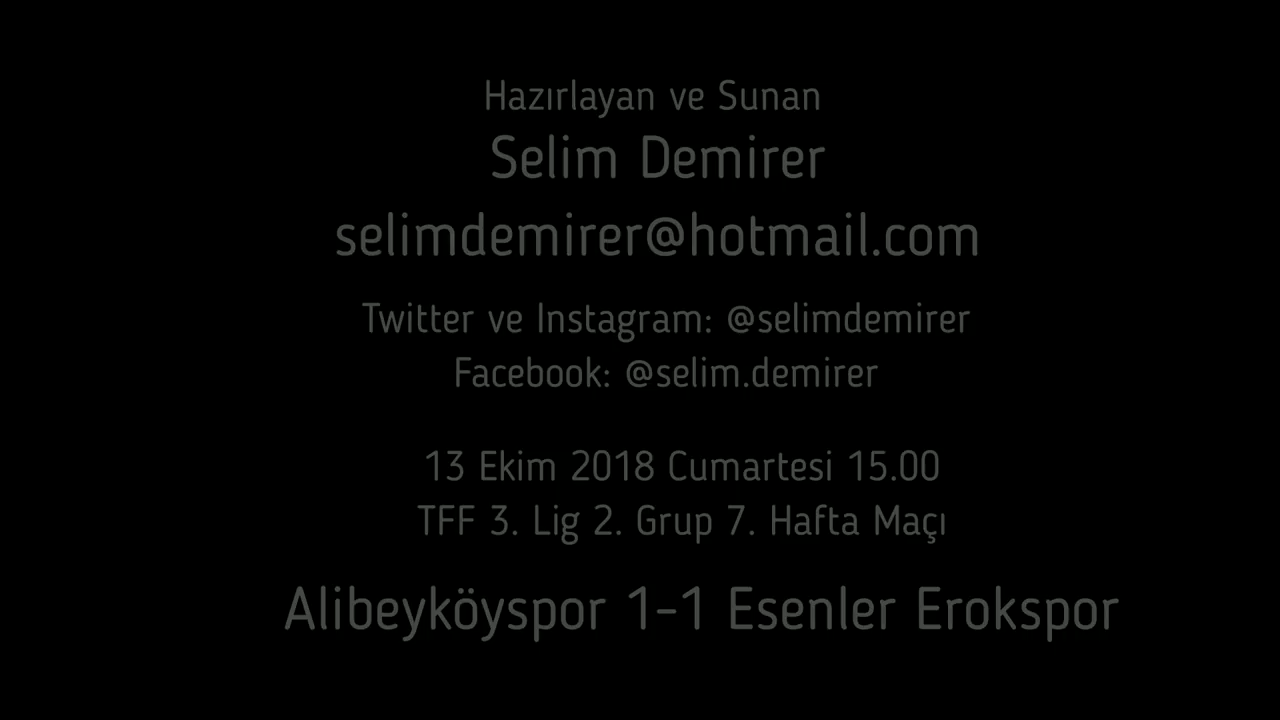 Hazırlayan ve Sunan
Selim Demirer
selimdemirer@hotmail.com
Twitter ve Instagram: @selimdemirer
Facebook: @selim.demirer
13 Ekim 2018 Cumartesi 15.00
TFF 3. Lig 2. Grup 7. Hafta Maçı
Alibeyköyspor 1-1 Esenler Erokspor